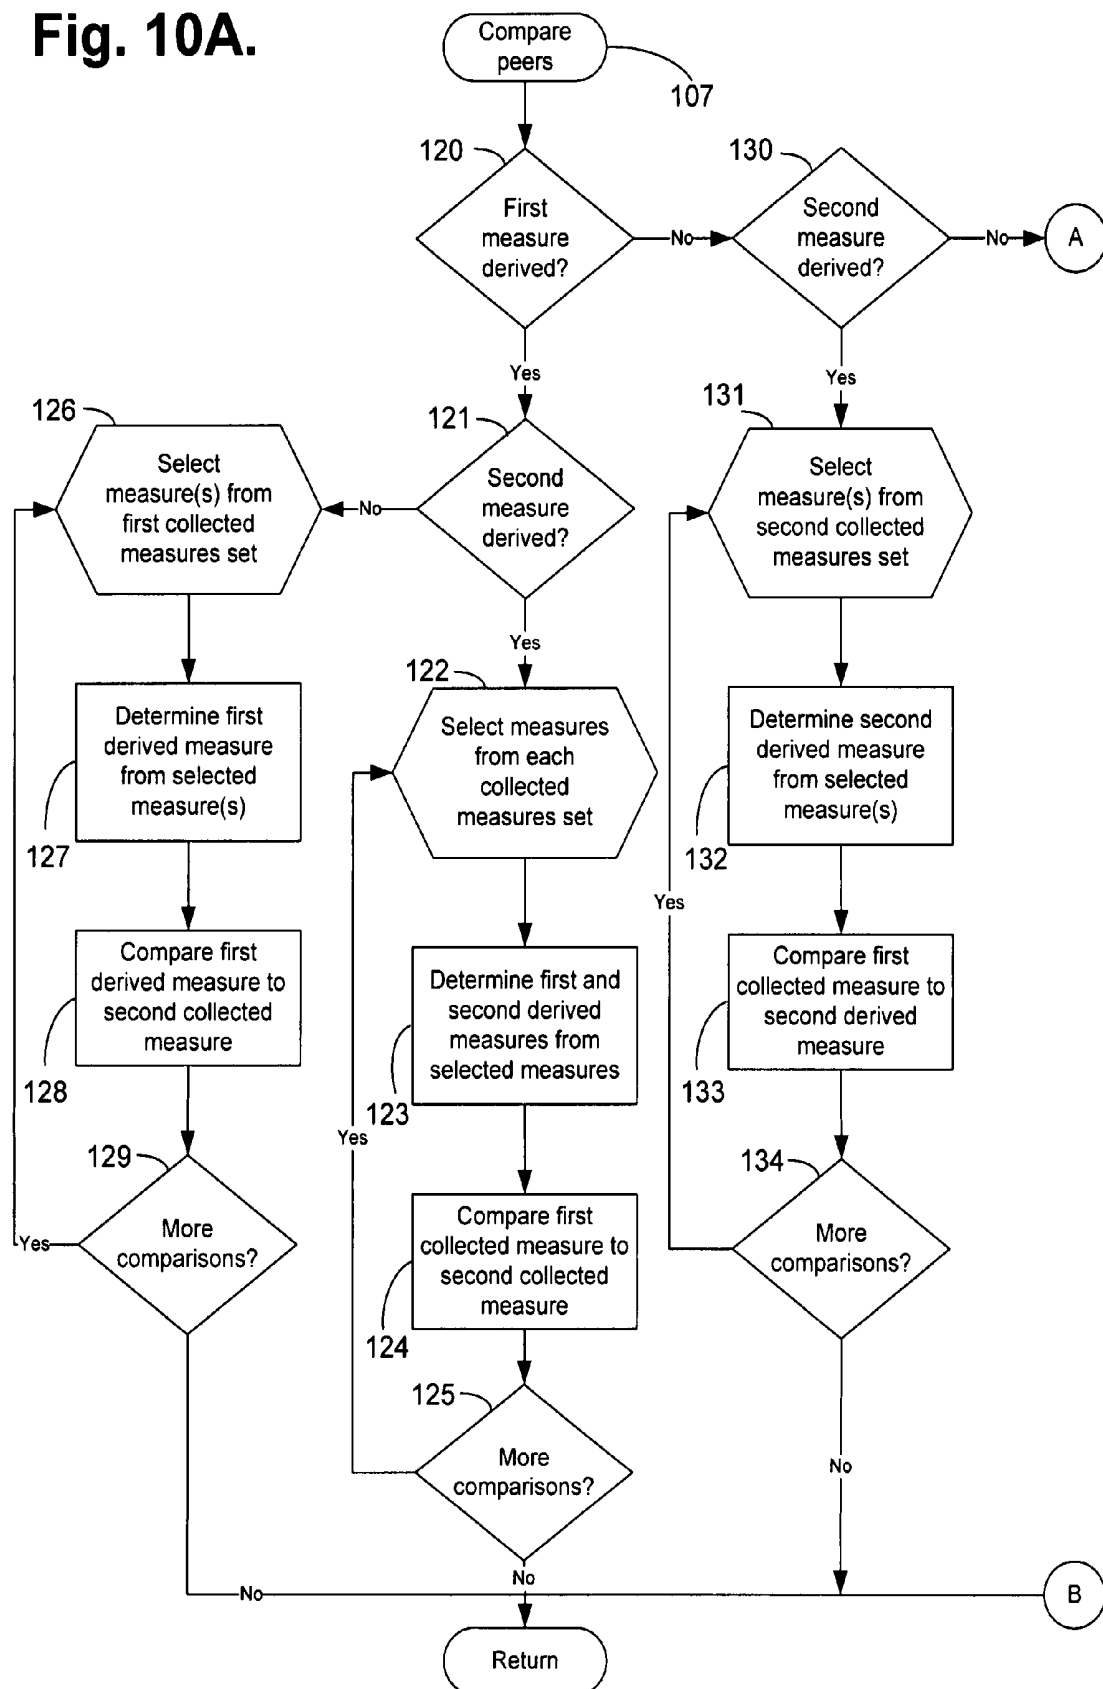 Fig. 10A.
Compare
peers
107
120
First
measure
derived?
No
130
Second
measure
derived?
No
A
Yes
Yes
126
Select
measure(s) from
first collected
measures set
No
121
Second
measure
derived?
131
Select
measure(s) from
second collected
measures set
Yes
122
Select measures
from each
collected
measures set
Determine first
derived measure
from selected
measure(s)
127
Determine second
derived measure
from selected
measure(s)
132
Yes
Compare first
derived measure to
second collected
measure
128
Determine first and
second derived
measures from
selected measures
123
Compare first
collected measure to
second derived
measure
133
Yes
129
More
comparisons?
Yes
Compare first
collected measure to
second collected
measure
124
134
More
comparisons?
125
More
comparisons?
No
No
No
B
Return